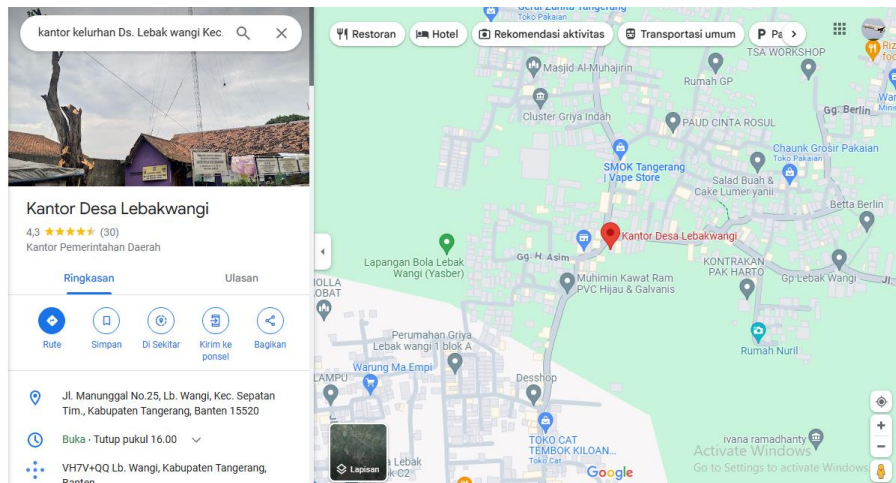 kantor kelurhan Ds. Lebak wangi Kec
Kantor Desa Lebakwangi
4,3 (30)
Kantor Pemerintahan Daerah
Ringkasan
Ulasan
Rute
Simpan
Di Sekitar
Kirim ke
ponsel
Bagikan
Jl. Manunggal No.25, Lb. Wangi, Kec. Sepatan
Tim., Kabupaten Tangerang, Banten 15520
Buka · Tutup pukul 16.00
VH7V+QQ Lb. Wangi, Kabupaten Tangerang,
Banten
Toko Pakaian
Restoran
Hotel
Rekomendasi aktivitas
Transportasi umum
P
TSA WORKSHOP
Masjid Al-Muhajirin
Rumah GP
Cluster Griya Indah
PAUD CINTA ROSUL
Gg. Berlin
SMOK Tangerang
| Vape Store
Chaunk Grosir Pakaian
Toko Pakaian
Salad Buah &
Cake Lumer yanii
Betta Berlin
Kantor Desa Lebakwangi
Lapangan Bola Lebak
Wangi (Yasber)
Gg. H. Asim
KONTRAKAN
PAK HARTO
Gp Lebak Wangi
Jl
Muhimin Kawat Ram
PVC Hijau & Galvanis
Rumah Nuril
Perumahan Griya
Lebak wangi 1 blok A
Warung Ma Empi
Desshop
TOKO CAT
TEMBOK KILOAN...
Toko Cat
Lebak
k C2
Lapisan
Google
ivana ramadhanty
Activate Windows
Go to Settings to activate Windows